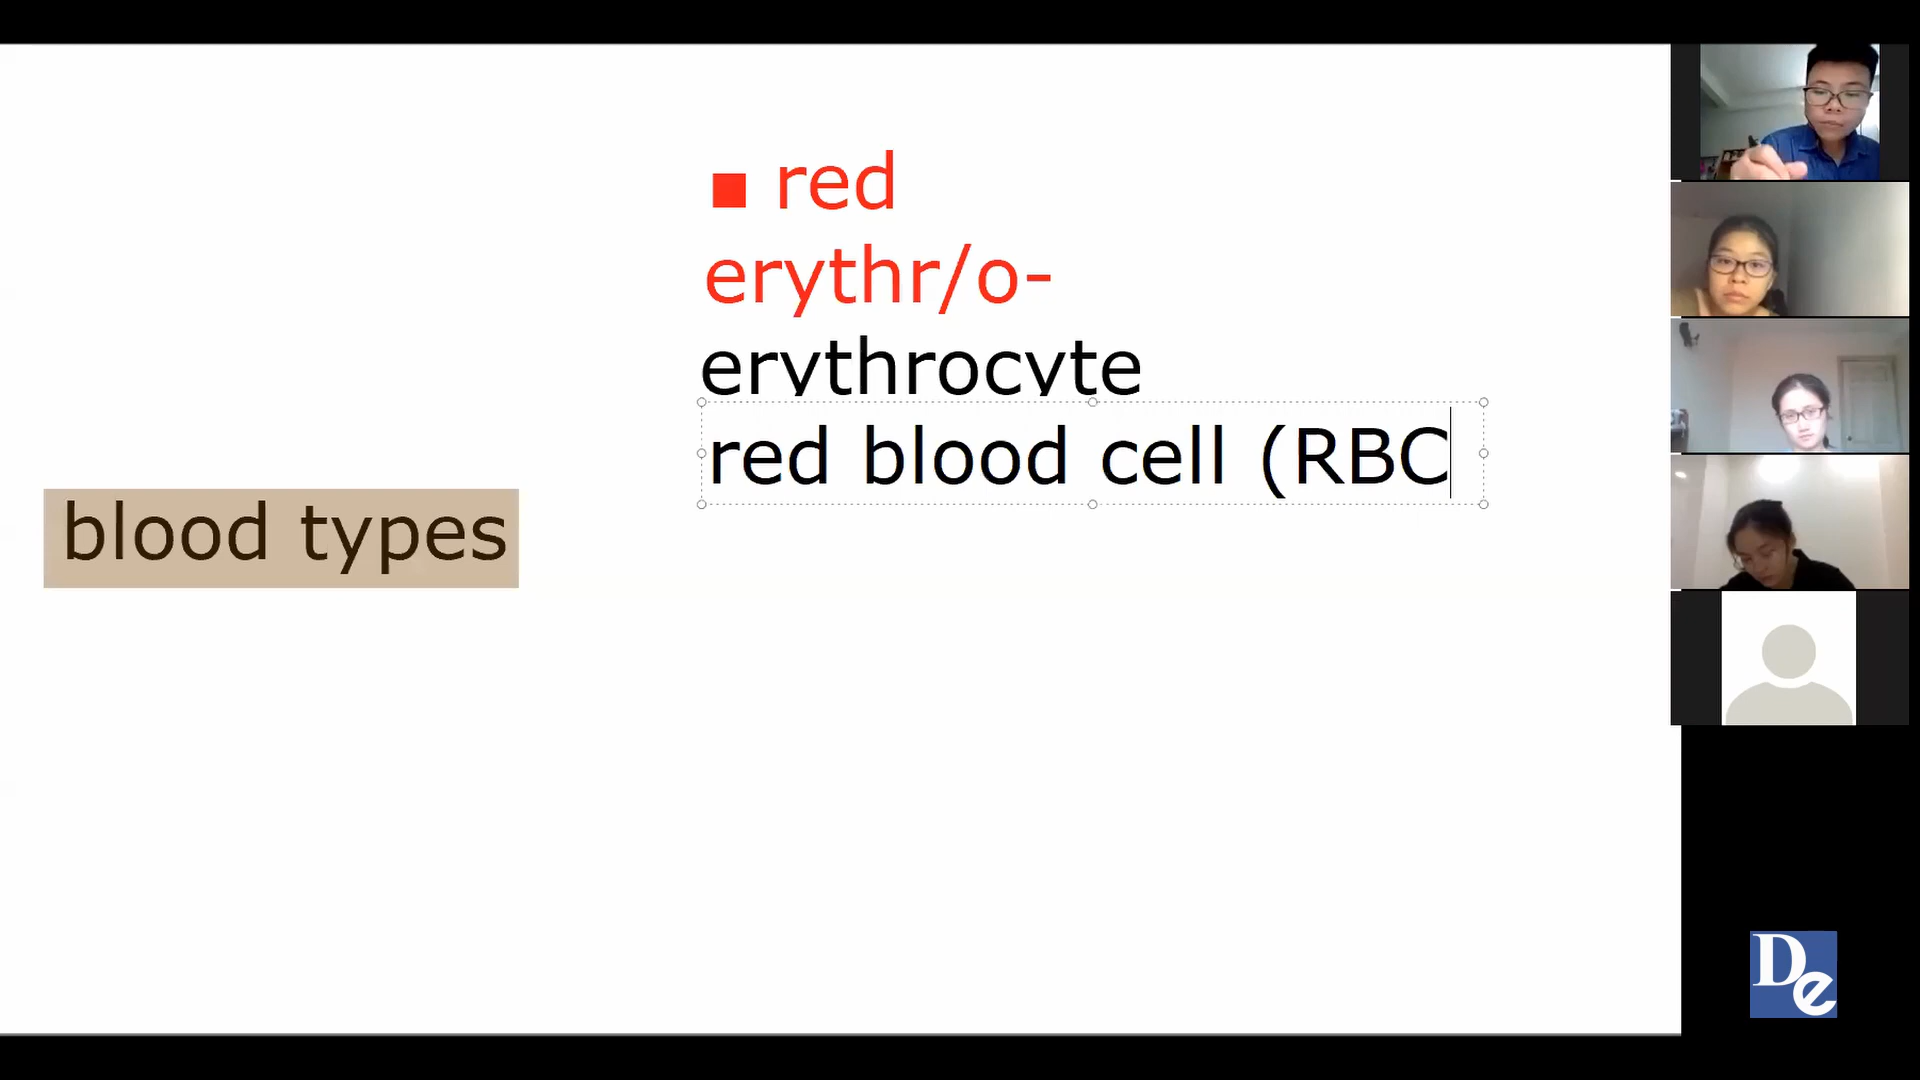 ■ red
erythr/o-
erythrocyte
red blood cell (RBC
blood types
De